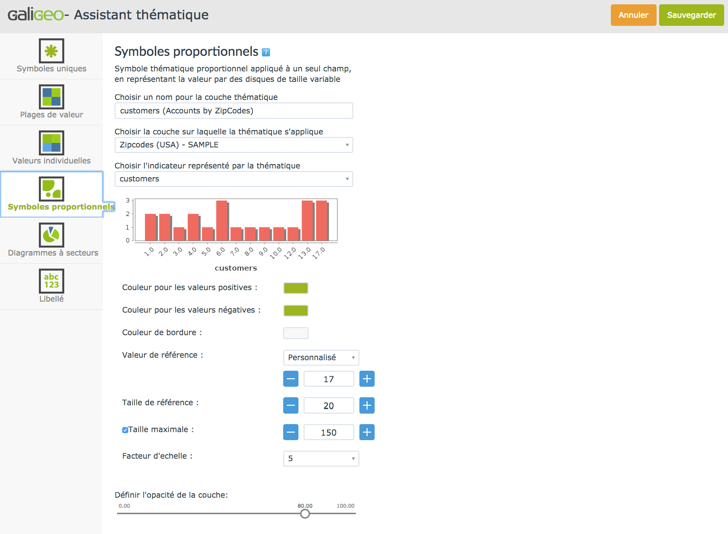 galigeo - Assistant thématique
Annuler
Sauvegarder
Symboles uniques
Plages de valeur
Valeurs individuelles
Symboles proportionnels
Diagrammes à secteurs
abc
123
Libellé
Symboles proportionnels ?
Symbole thématique proportionnel appliqué à un seul champ,
en représentant la valeur par des disques de taille variable
Choisir un nom pour la couche thématique
customers (Accounts by ZipCodes)
Choisir la couche sur laquelle la thématique s'applique
Zipcodes (USA) - SAMPLE
Choisir l'indicateur représenté par la thématique
customers
3
2
1
0
1.0 2.0 3.0 4.0 5.0 6.0 7.0 8.0 9.0 10.0 12.0 13.0 17.0
customers
Couleur pour les valeurs positives :
Couleur pour les valeurs négatives :
Couleur de bordure :
Valeur de référence : Personnalisé
17
Taille de référence : 20
Taille maximale : 150
Facteur d'echelle : 5
Définir l'opacité de la couche:
0.00 80.00 100.00